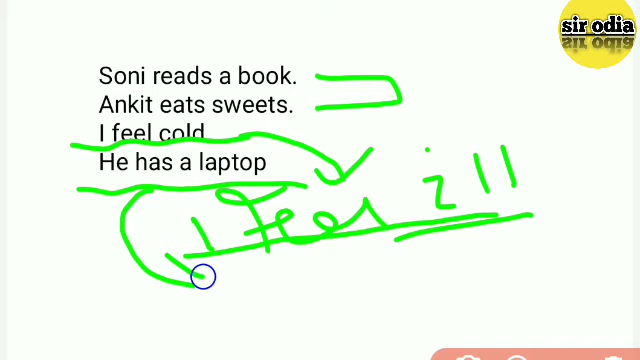 sir odia
Soni reads a book.
Ankit eats sweets.
I feel cold
He has a laptop
I Feel ill